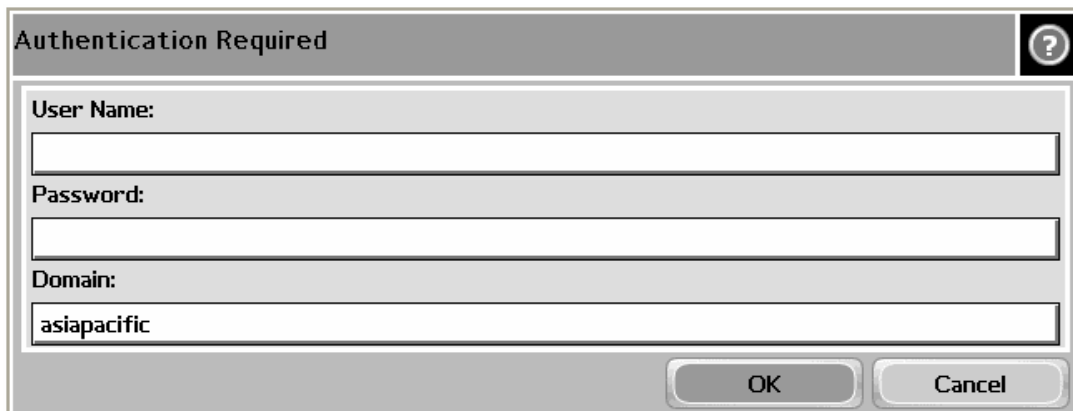 Authentication Required
?
User Name:
Password:
Domain:
asiapacific
OK Cancel